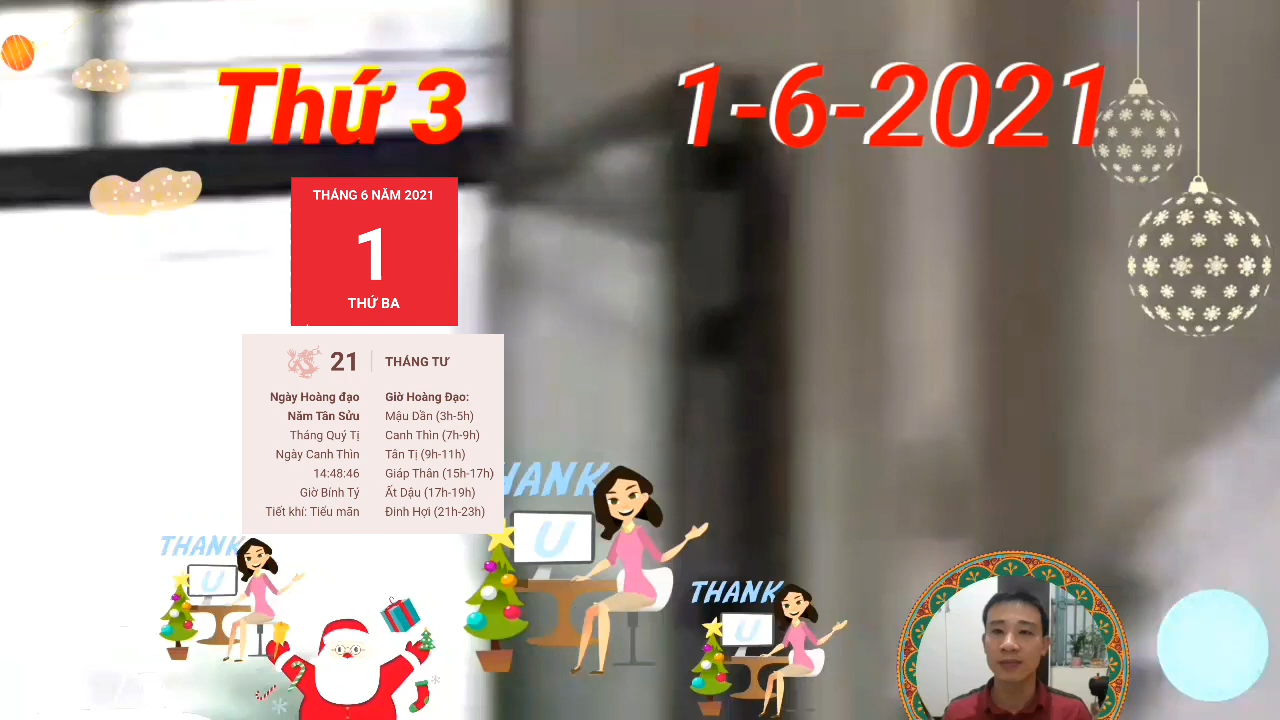 Thứ 3
1-6-2021
THÁNG 6 NĂM 2021
1
THỨ BA
21
THÁNG TƯ
Ngày Hoàng đạo
Năm Tân Sửu
Tháng Quý Tị
Ngày Canh Thìn
14:48:46
Giờ Bính Tý
Tiết khí: Tiểu mãn
Giờ Hoàng Đạo:
Mậu Dần (3h-5h)
Canh Thìn (7h-9h)
Tân Tị (9h-11h)
Giáp Thân (15h-17h)
Ất Dậu (17h-19h)
Đinh Hợi (21h-23h)
THANK
U
HANK
U
THANK
U